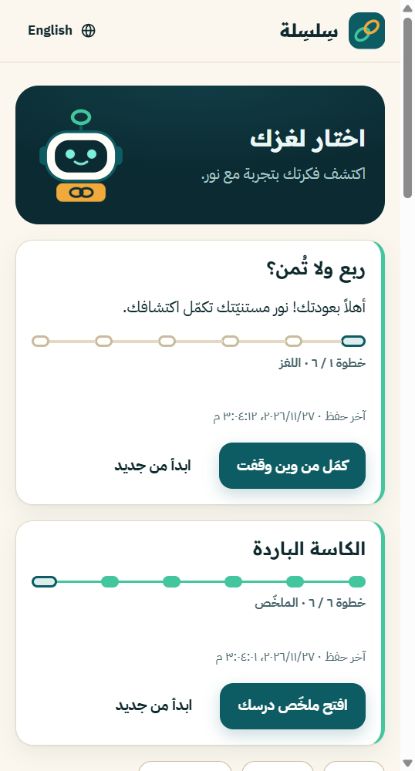 سِلسِلة
English
اختار لغزك
اكتشف فكرتك بتجربة مع نور.
ربع ولا تُمن؟
أهلاً بعودتك! نور مستنيّتك تكمّل اكتشافك.
خطوة ١ / ٦ · اللغز
آخر حفظ · ٢٧‏/١١‏/٢٠٢٦، ٣:٠٤:١٢ م
كمّل من وين وقفت
ابدأ من جديد
الكاسة الباردة
خطوة ٦ / ٦ · الملخّص
آخر حفظ · ٢٧‏/١١‏/٢٠٢٦، ٣:٠٤:٠١ م
افتح ملخّص درسك
ابدأ من جديد